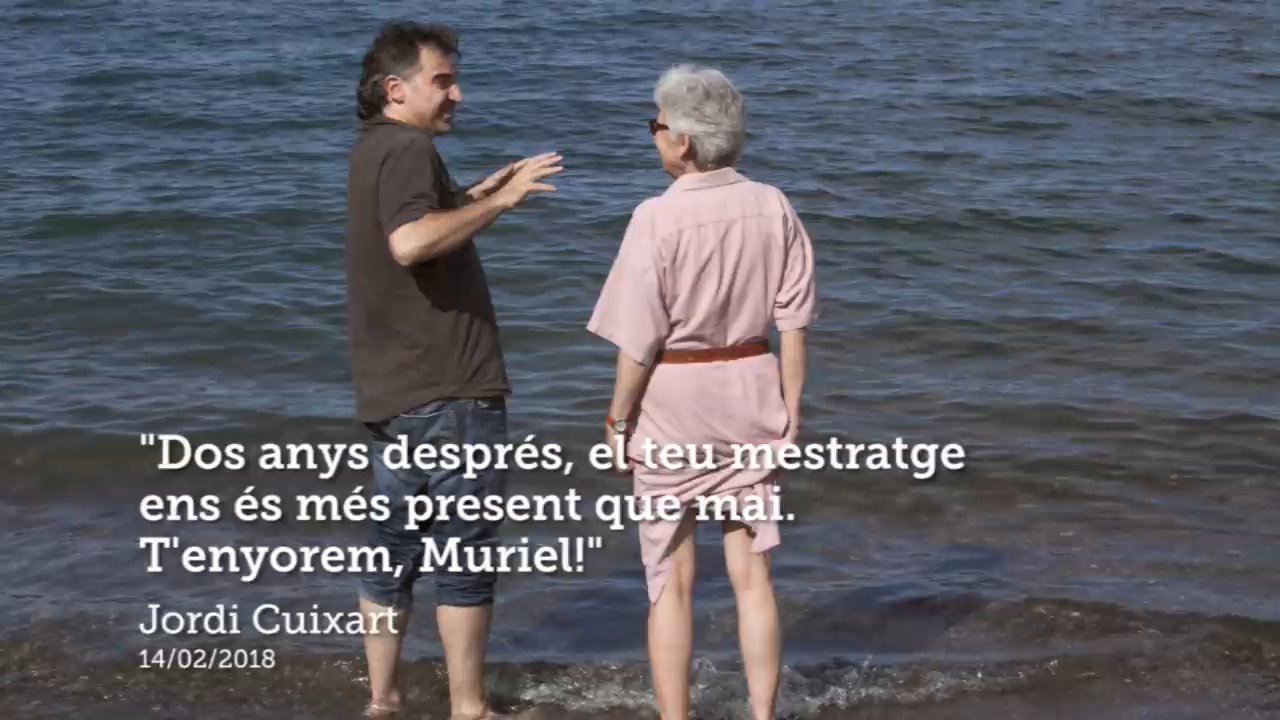 "Dos anys després, el teu mestratge
ens és més present que mai.
T'enyorem, Muriel!"
Jordi Cuixart
14/02/2018